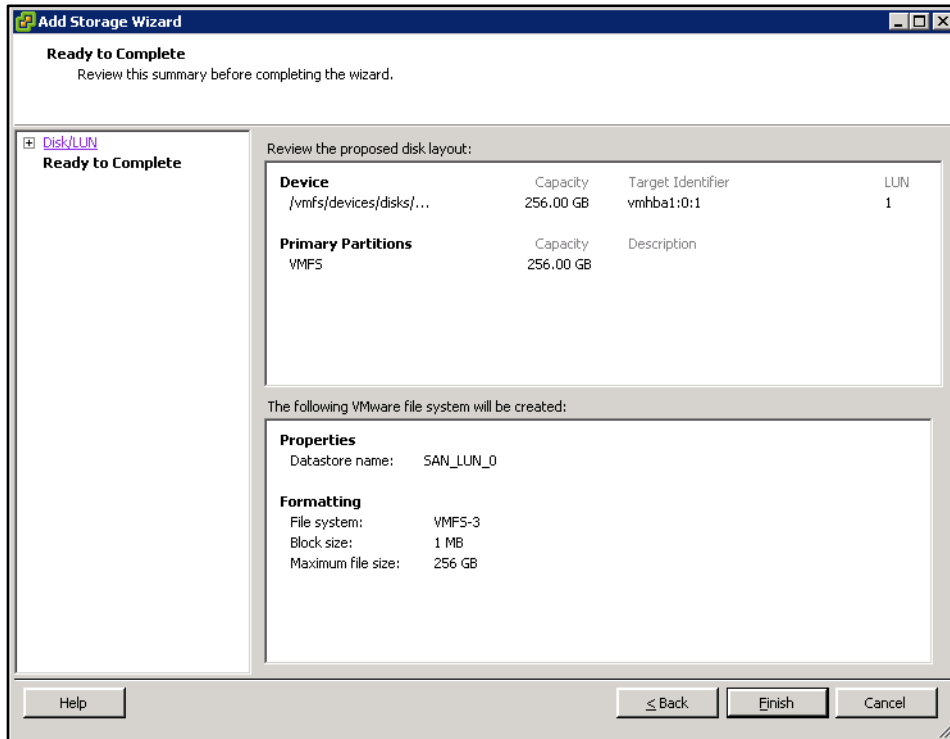 Add Storage Wizard
Ready to Complete
Review this summary before completing the wizard.
Disk/LUN
Ready to Complete
Review the proposed disk layout:
Device Capacity Target Identifier LUN
/vmfs/devices/disks/... 256.00 GB vmhba1:0:1 1
Primary Partitions Capacity Description
VMFS 256.00 GB
The following VMware file system will be created:
Properties
Datastore name: SAN_LUN_0
Formatting
File system: VMFS-3
Block size: 1 MB
Maximum file size: 256 GB
Help < Back Finish Cancel